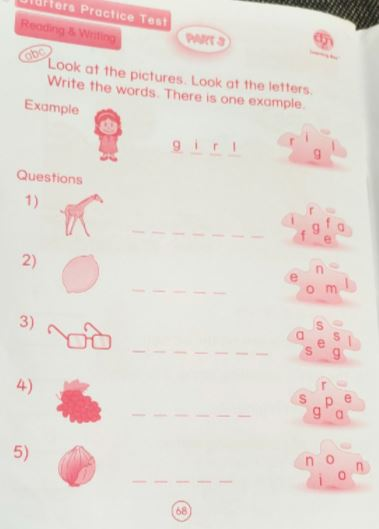 Starters Practice Test
Reading & Writing
PART 3
abc
Look at the pictures. Look at the letters.
Write the words. There is one example.
Example
g i r l
r i l g
Questions
1)
r i g f a f e
2)
n e l o m
3)
s a s l e s g
4)
r s p e g a
5)
n o n i o
68